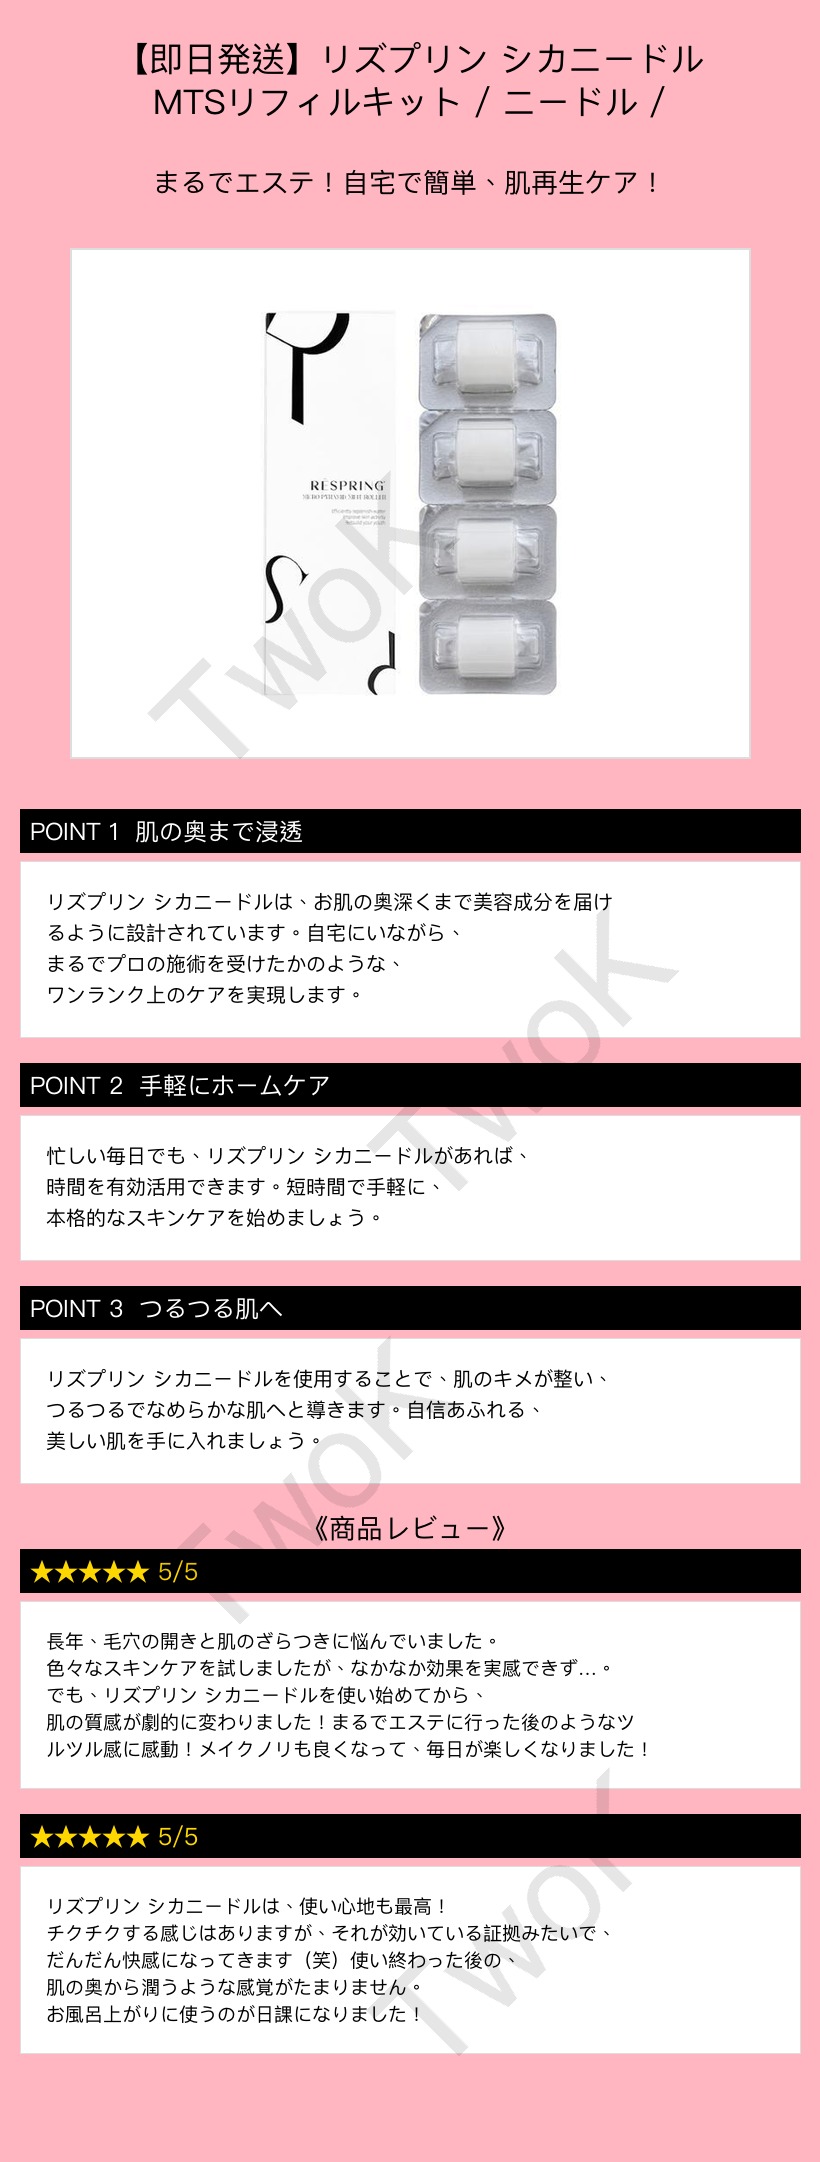 【即日発送】リズプリン シカニードル
MTSリフィルキット / ニードル /
まるでエステ！自宅で簡単、肌再生ケア！
RE SPRING
MICRO PYRAMID MEIT ROLLER
Efficiently replenish water
Improve skin activity
Rebuild your youth
TwoK
POINT 1 肌の奥まで浸透
リズプリン シカニードルは、お肌の奥深くまで美容成分を届け
るように設計されています。自宅にいながら、
まるでプロの施術を受けたかのような、
ワンランク上のケアを実現します。
TwoK
POINT 2 手軽にホームケア
忙しい毎日でも、リズプリン シカニードルがあれば、
時間を有効活用できます。短時間で手軽に、
本格的なスキンケアを始めましょう。
POINT 3 つるつる肌へ
リズプリン シカニードルを使用することで、肌のキメが整い、
つるつるでなめらかな肌へと導きます。自信あふれる、
美しい肌を手に入れましょう。
TwoK
《商品レビュー》
★★★★★ 5/5
長年、毛穴の開きと肌のざらつきに悩んでいました。
色々なスキンケアを試しましたが、なかなか効果を実感できず…。
でも、リズプリン シカニードルを使い始めてから、
肌の質感が劇的に変わりました！まるでエステに行った後のようなツ
ルツル感に感動！メイクノリも良くなって、毎日が楽しくなりました！
★★★★★ 5/5
リズプリン シカニードルは、使い心地も最高！
チクチクする感じはありますが、それが効いている証拠みたいで、
だんだん快感になってきます（笑）使い終わった後の、
肌の奥から潤うような感覚がたまりません。
お風呂上がりに使うのが日課になりました！
TwoK